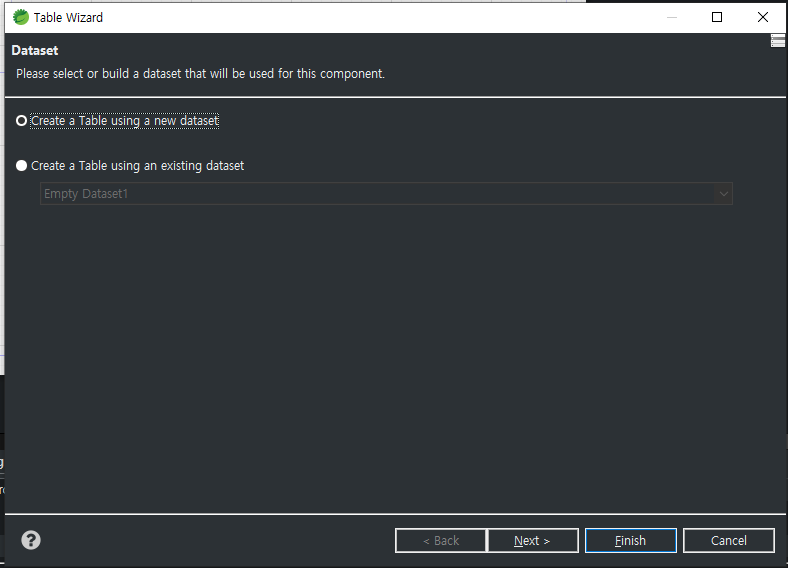 Table Wizard
Dataset
Please select or build a dataset that will be used for this component.
Create a Table using a new dataset
Create a Table using an existing dataset
Empty Dataset1
< Back
Next >
Finish
Cancel